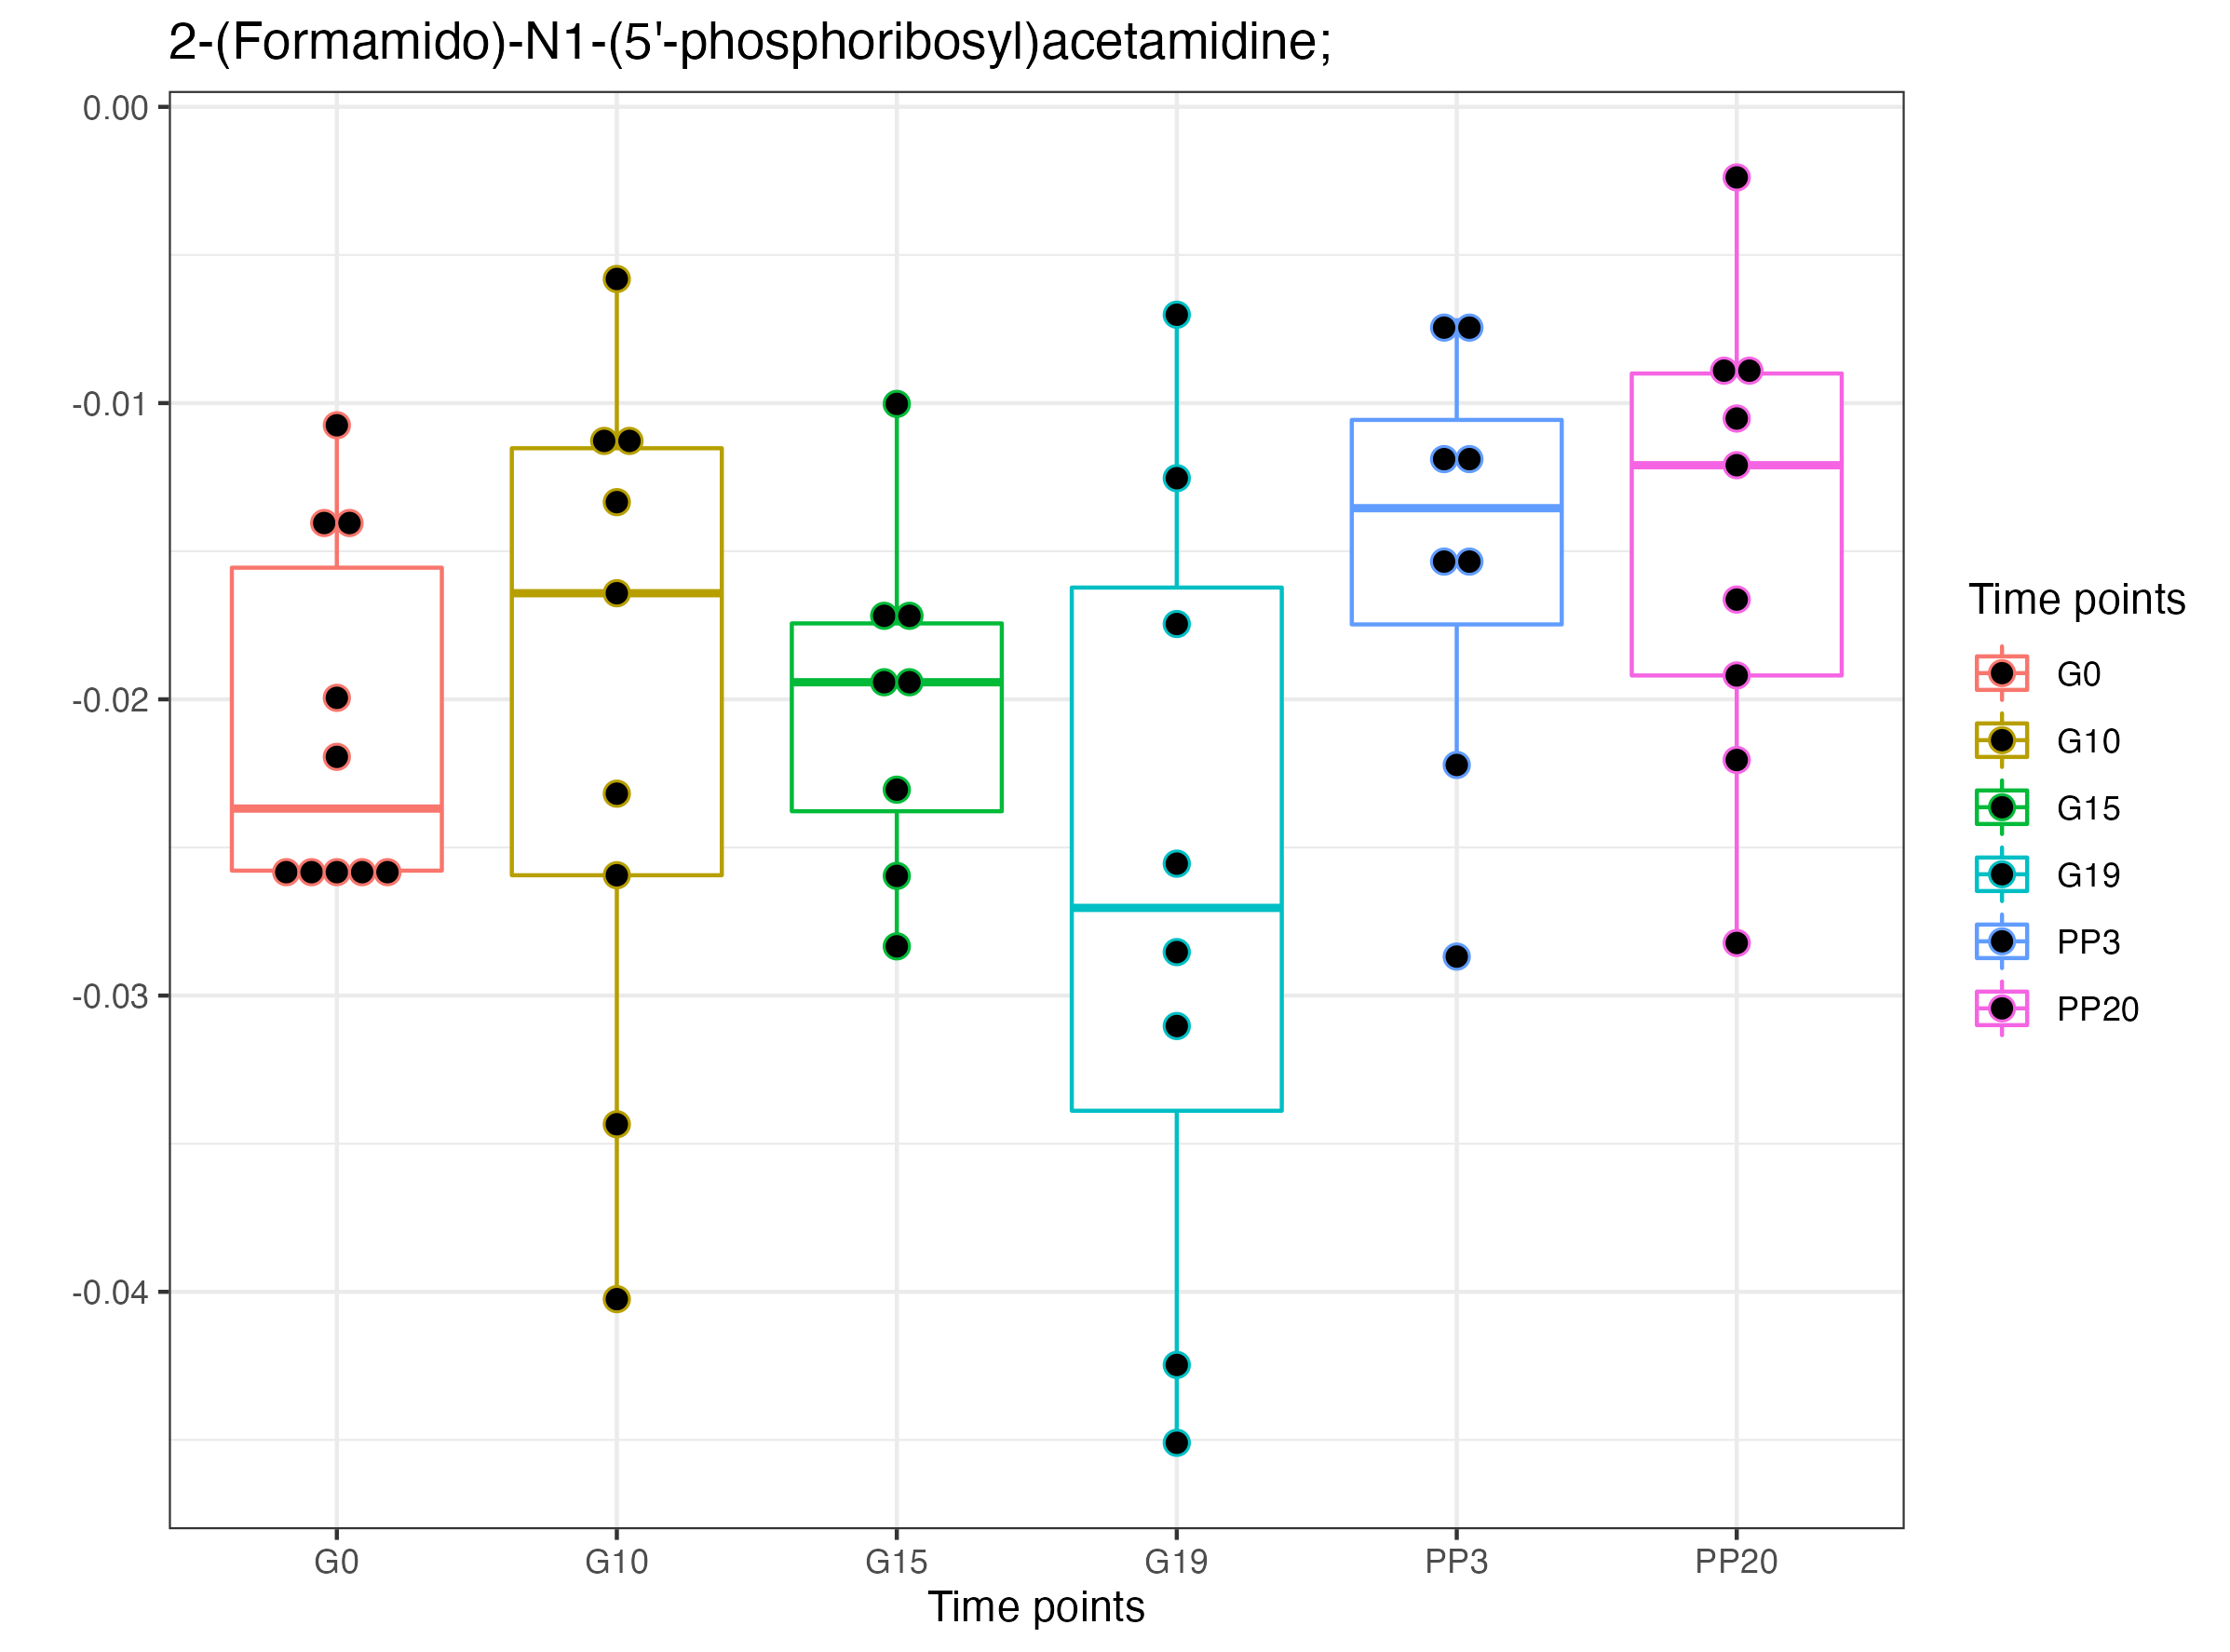 2-(Formamido)-N1-(5'-phosphoribosyl)acetamidine;
0.00
-0.01
-0.02
-0.03
-0.04
G0
G10
G15
G19
PP3
PP20
Time points
Time points
G0
G10
G15
G19
PP3
PP20